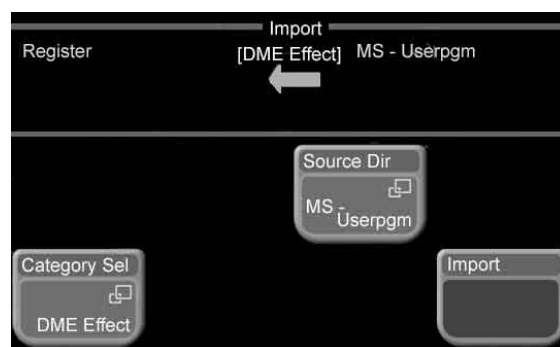 Import
Register [DME Effect] MS - Userpgm
Source Dir
MS -
Userpgm
Category Sel
DME Effect
Import